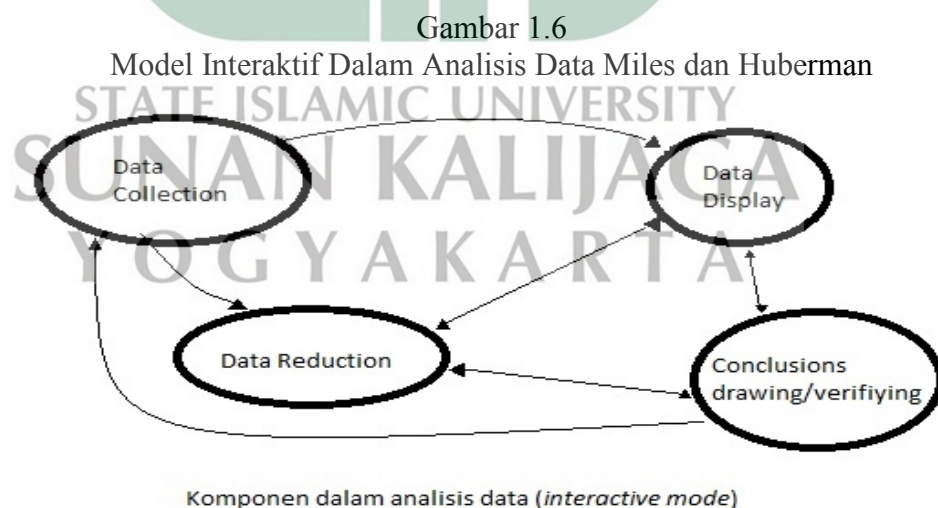 Gambar 1.6
Model Interaktif Dalam Analisis Data Miles dan Huberman
STATE ISLAMIC UNIVERSITY
SUNAN KALIJAGA
YOGYAKARTA
Data
Collection
Data
Display
Data Reduction
Conclusions
drawing/verifiying
Komponen dalam analisis data (interactive mode)